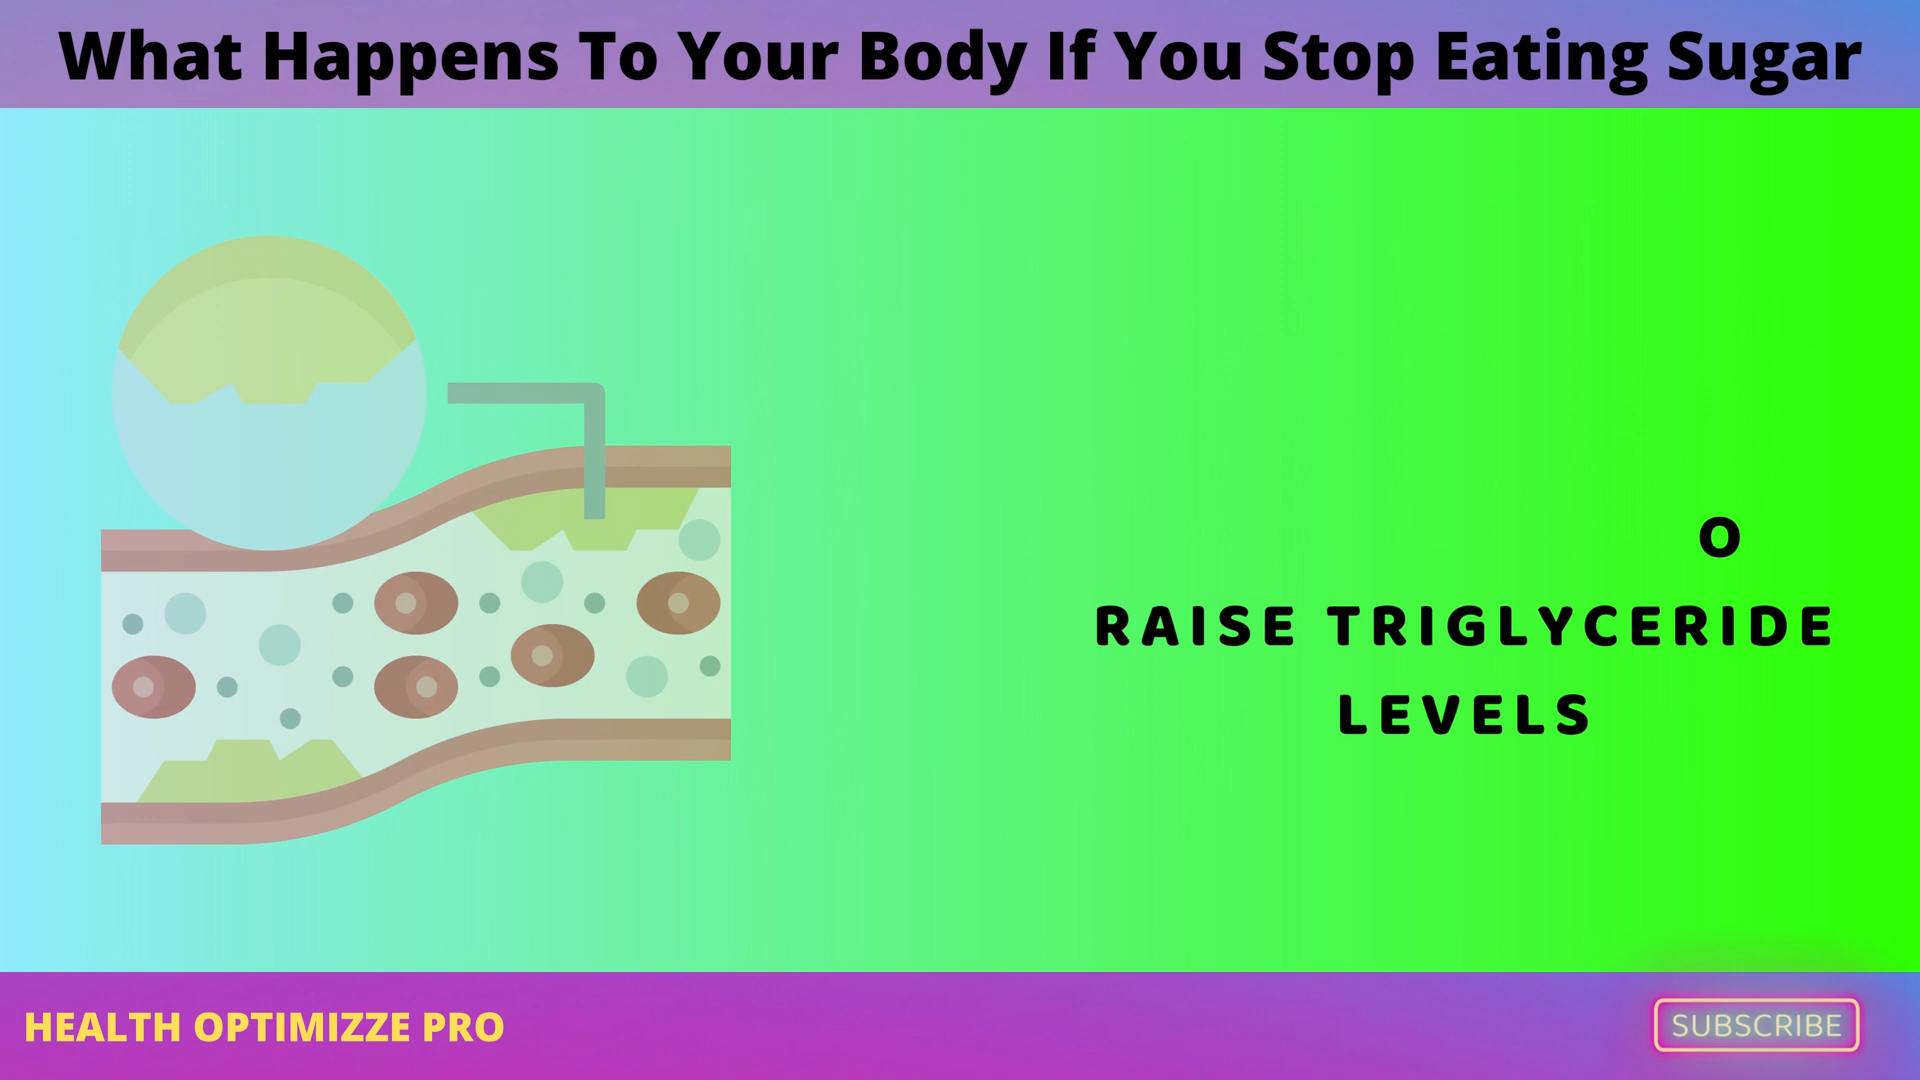 What Happens To Your Body If You Stop Eating Sugar
O
RAISE TRIGLYCERIDE
LEVELS
HEALTH OPTIMIZZE PRO
SUBSCRIBE